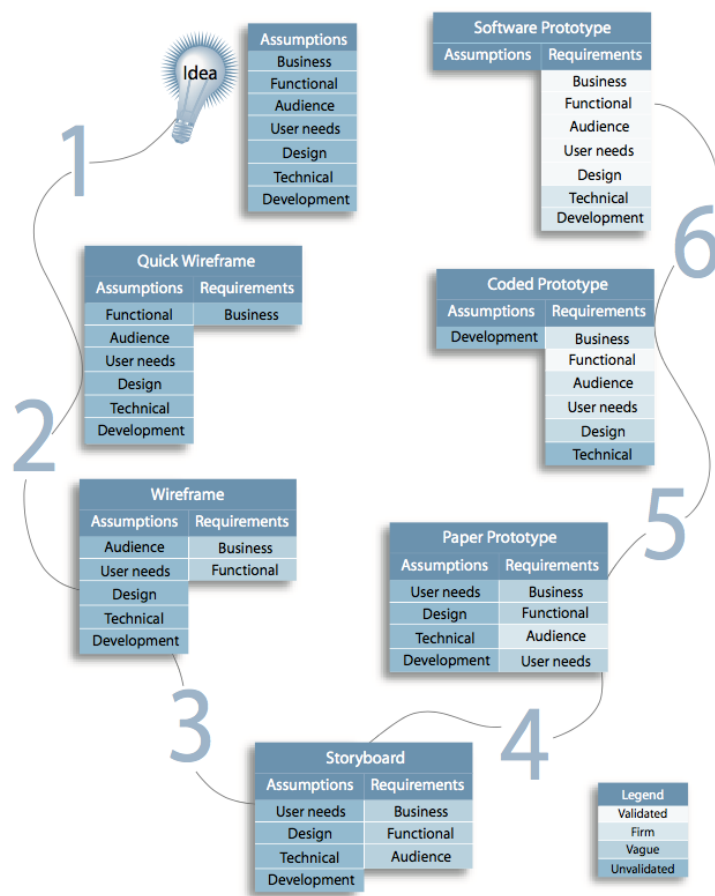 Idea
Assumptions
Business
Functional
Audience
User needs
Design
Technical
Development
1
Quick Wireframe
Assumptions Requirements
Functional Business
Audience
User needs
Design
Technical
Development
2
Wireframe
Assumptions Requirements
Audience Business
User needs Functional
Design
Technical
Development
3
Storyboard
Assumptions Requirements
User needs Business
Design Functional
Technical Audience
Development
4
Paper Prototype
Assumptions Requirements
User needs Business
Design Functional
Technical Audience
Development User needs
5
Coded Prototype
Assumptions Requirements
Development Business
Functional
Audience
User needs
Design
Technical
6
Software Prototype
Assumptions Requirements
Business
Functional
Audience
User needs
Design
Technical
Development
Legend
Validated
Firm
Vague
Unvalidated